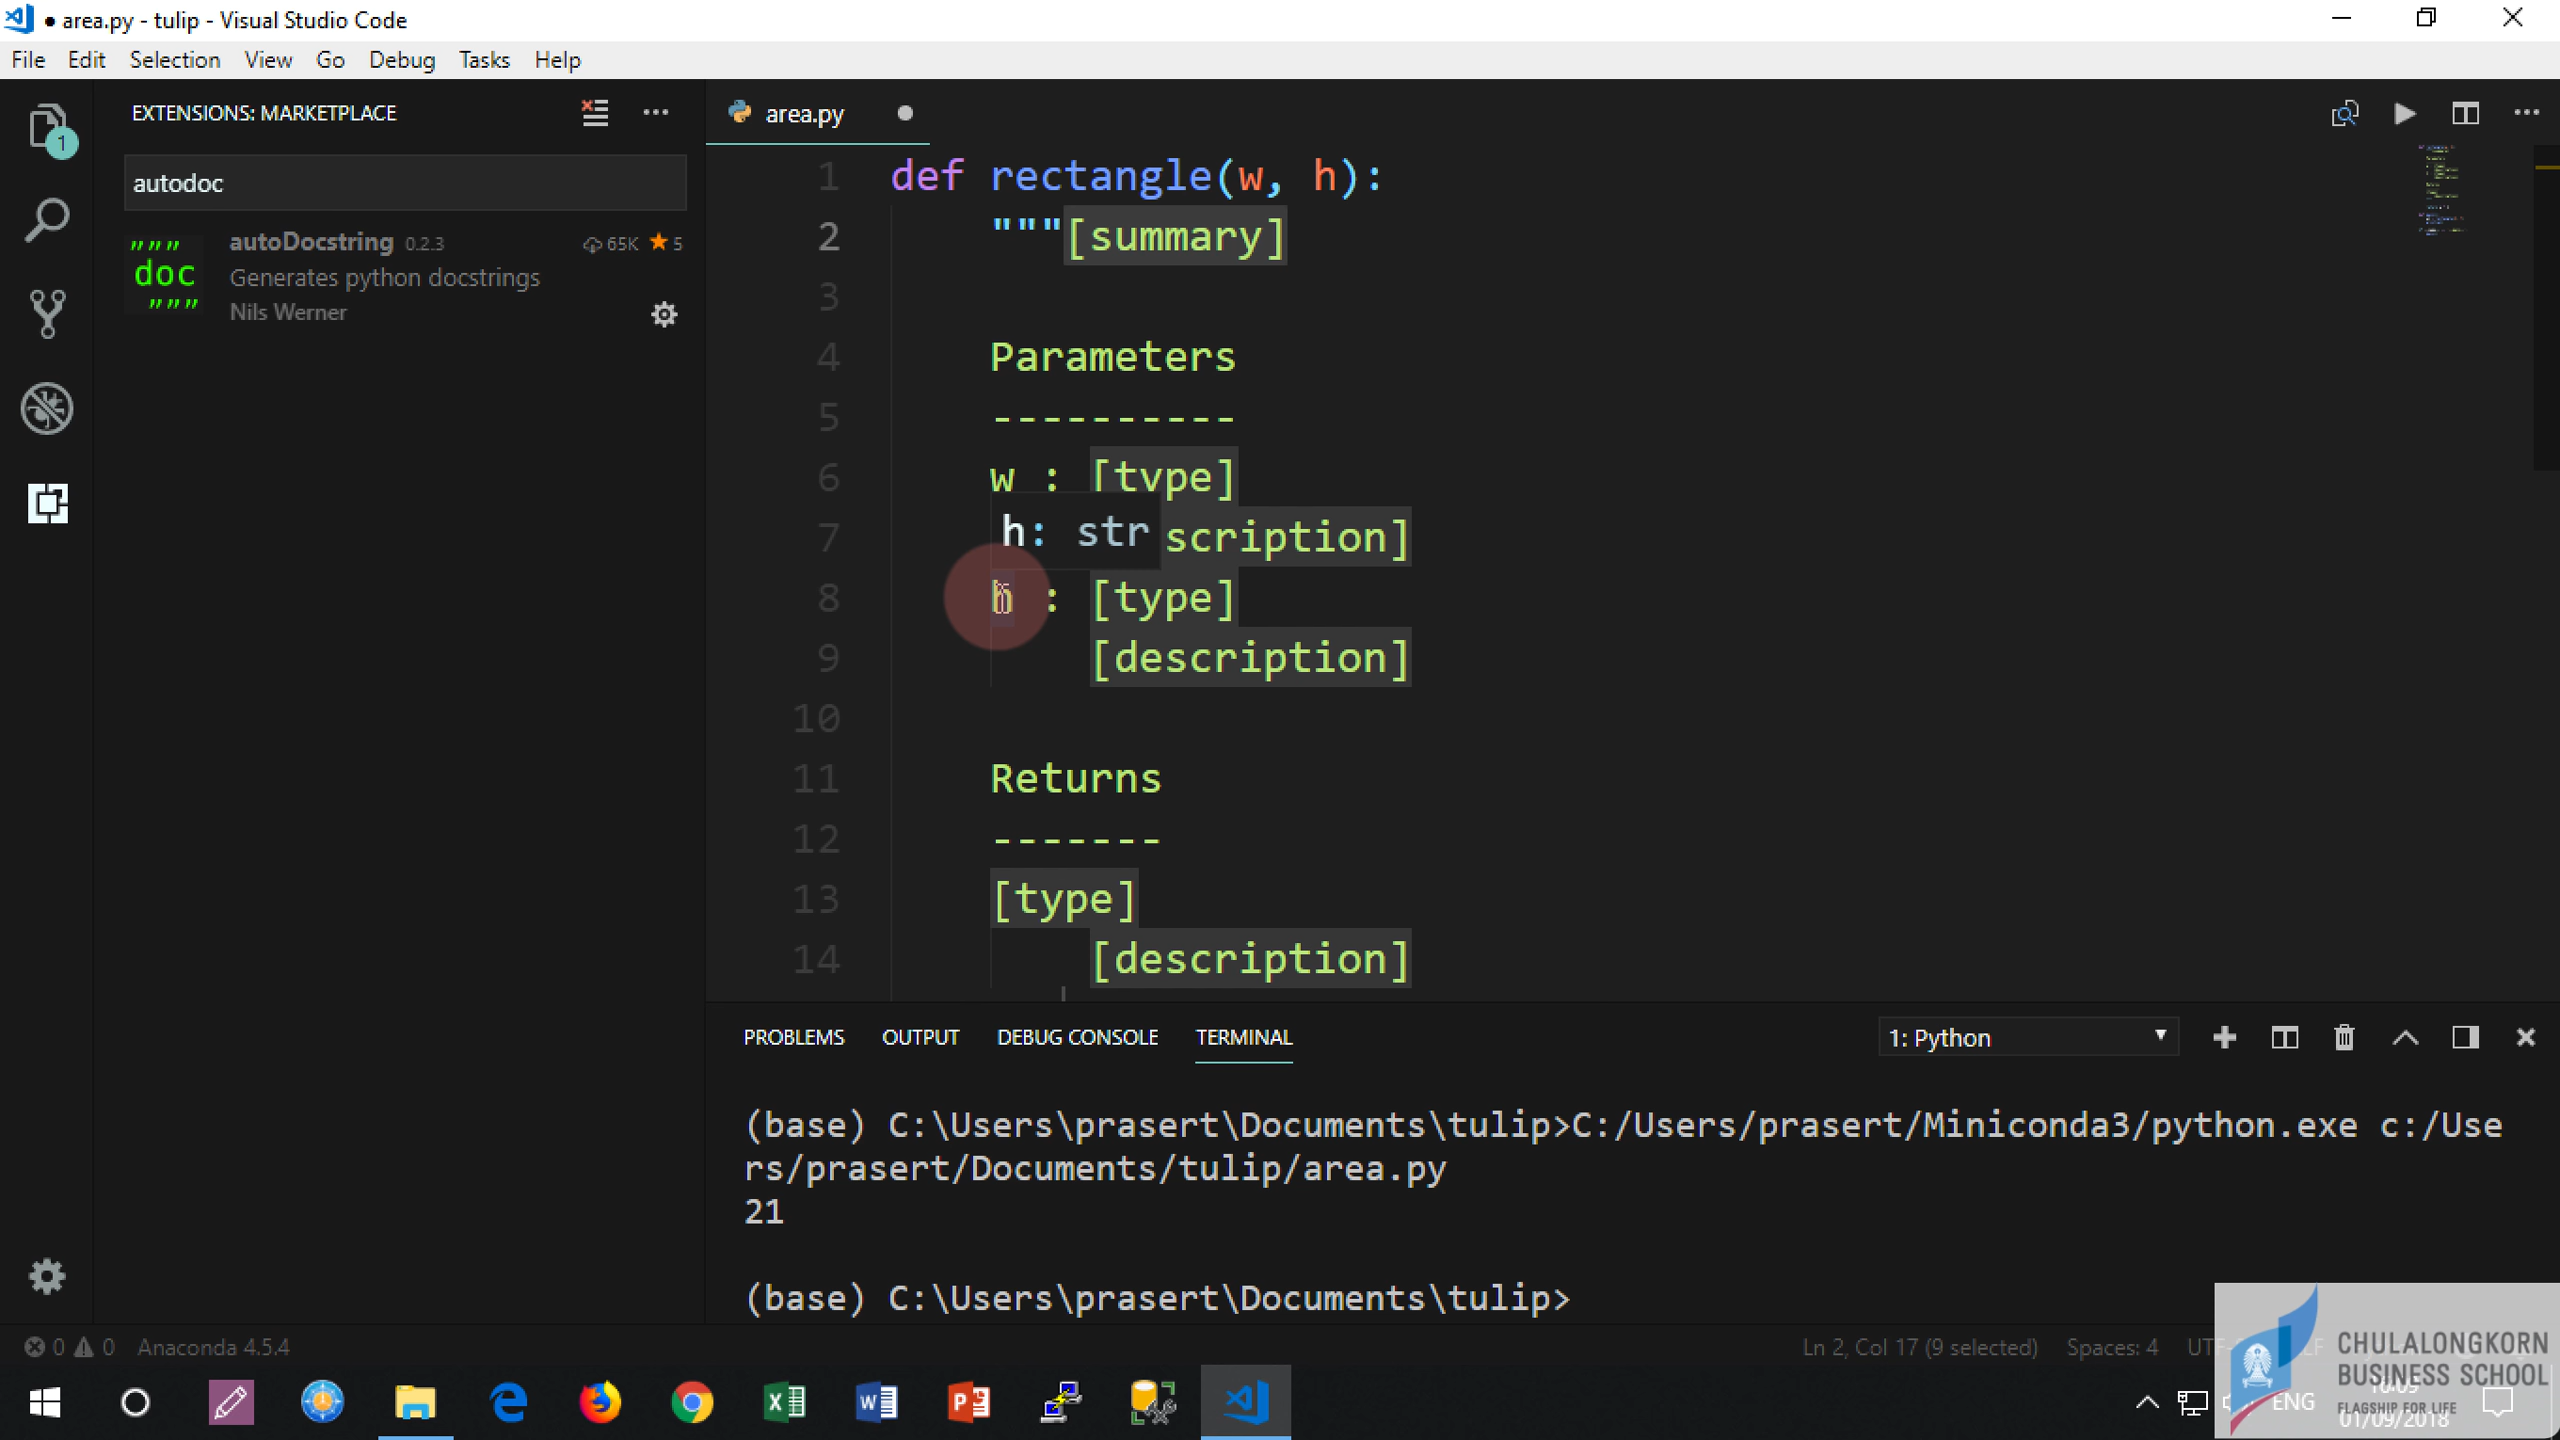 ● area.py - tulip - Visual Studio Code
File Edit Selection View Go Debug Tasks Help
EXTENSIONS: MARKETPLACE
autodoc
"""
doc
"""
autoDocstring 0.2.3 65K ★ 5
Generates python docstrings
Nils Werner
1
area.py ●
1 def rectangle(w, h):
2 """[summary]
3
4 Parameters
5 ----------
6 w : [type]
7 scription]
h: str
8 h : [type]
9 [description]
10
11 Returns
12 -------
13 [type]
14 [description]
PROBLEMS OUTPUT DEBUG CONSOLE TERMINAL 1: Python
(base) C:\Users\prasert\Documents\tulip>C:/Users/prasert/Miniconda3/python.exe c:/Use
rs/prasert/Documents/tulip/area.py
21
(base) C:\Users\prasert\Documents\tulip>
0 0 Anaconda 4.5.4 Ln 2, Col 17 (9 selected) Spaces: 4
CHULALONGKORN
BUSINESS SCHOOL
FLAGSHIP FOR LIFE
ENG
01/09/2018